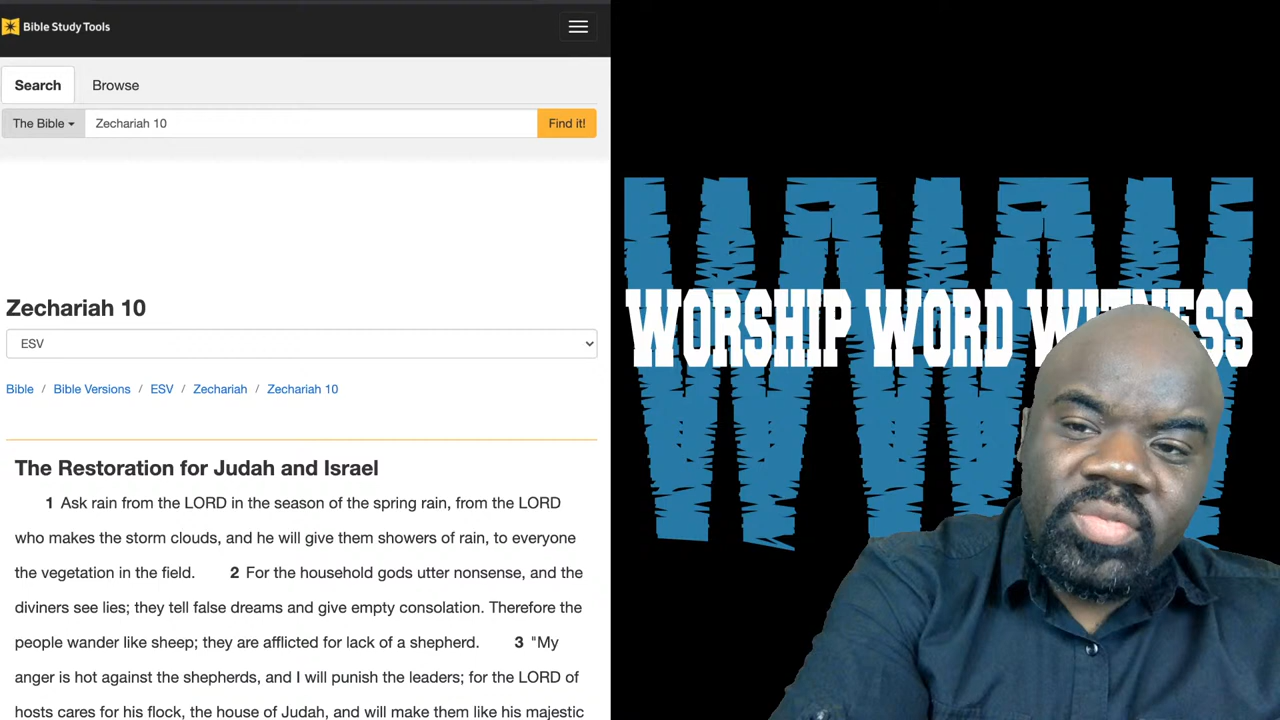 Bible Study Tools
Search
Browse
The Bible
Zechariah 10
Find it!
Zechariah 10
ESV
Bible / Bible Versions / ESV / Zechariah / Zechariah 10
The Restoration for Judah and Israel
1 Ask rain from the LORD in the season of the spring rain, from the LORD
who makes the storm clouds, and he will give them showers of rain, to everyone
the vegetation in the field. 2 For the household gods utter nonsense, and the
diviners see lies; they tell false dreams and give empty consolation. Therefore the
people wander like sheep; they are afflicted for lack of a shepherd. 3 "My
anger is hot against the shepherds, and I will punish the leaders; for the LORD of
hosts cares for his flock, the house of Judah, and will make them like his majestic
WWW
WORSHIP WORD WITNESS